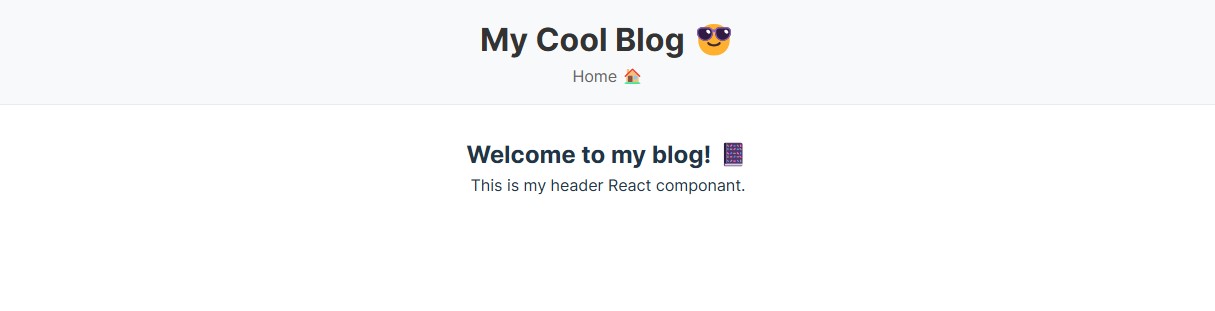 My Cool Blog 😎
Home 🏠
Welcome to my blog! 📓
This is my header React componant.